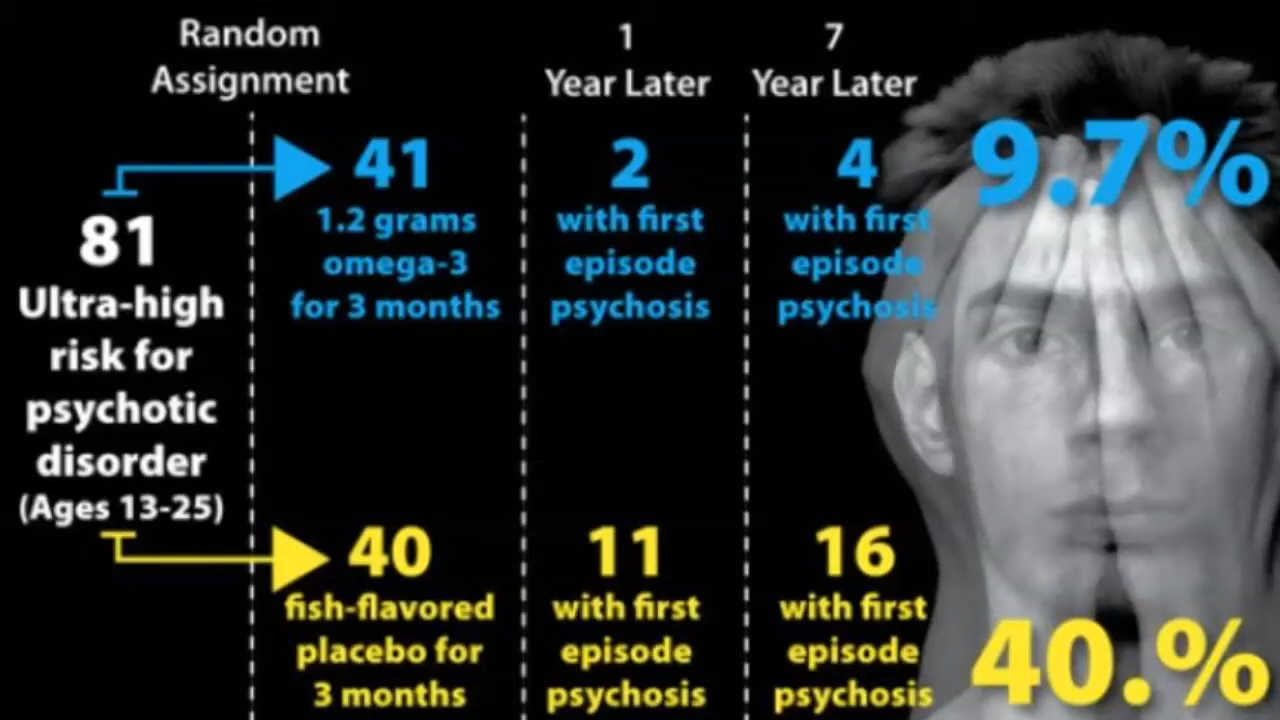 Random
Assignment
1
Year Later
7
Year Later
81
Ultra-high
risk for
psychotic
disorder
(Ages 13-25)
41
1.2 grams
omega-3
for 3 months
2
with first
episode
psychosis
4
with first
episode
psychosis
9.7%
40
fish-flavored
placebo for
3 months
11
with first
episode
psychosis
16
with first
episode
psychosis
40.%